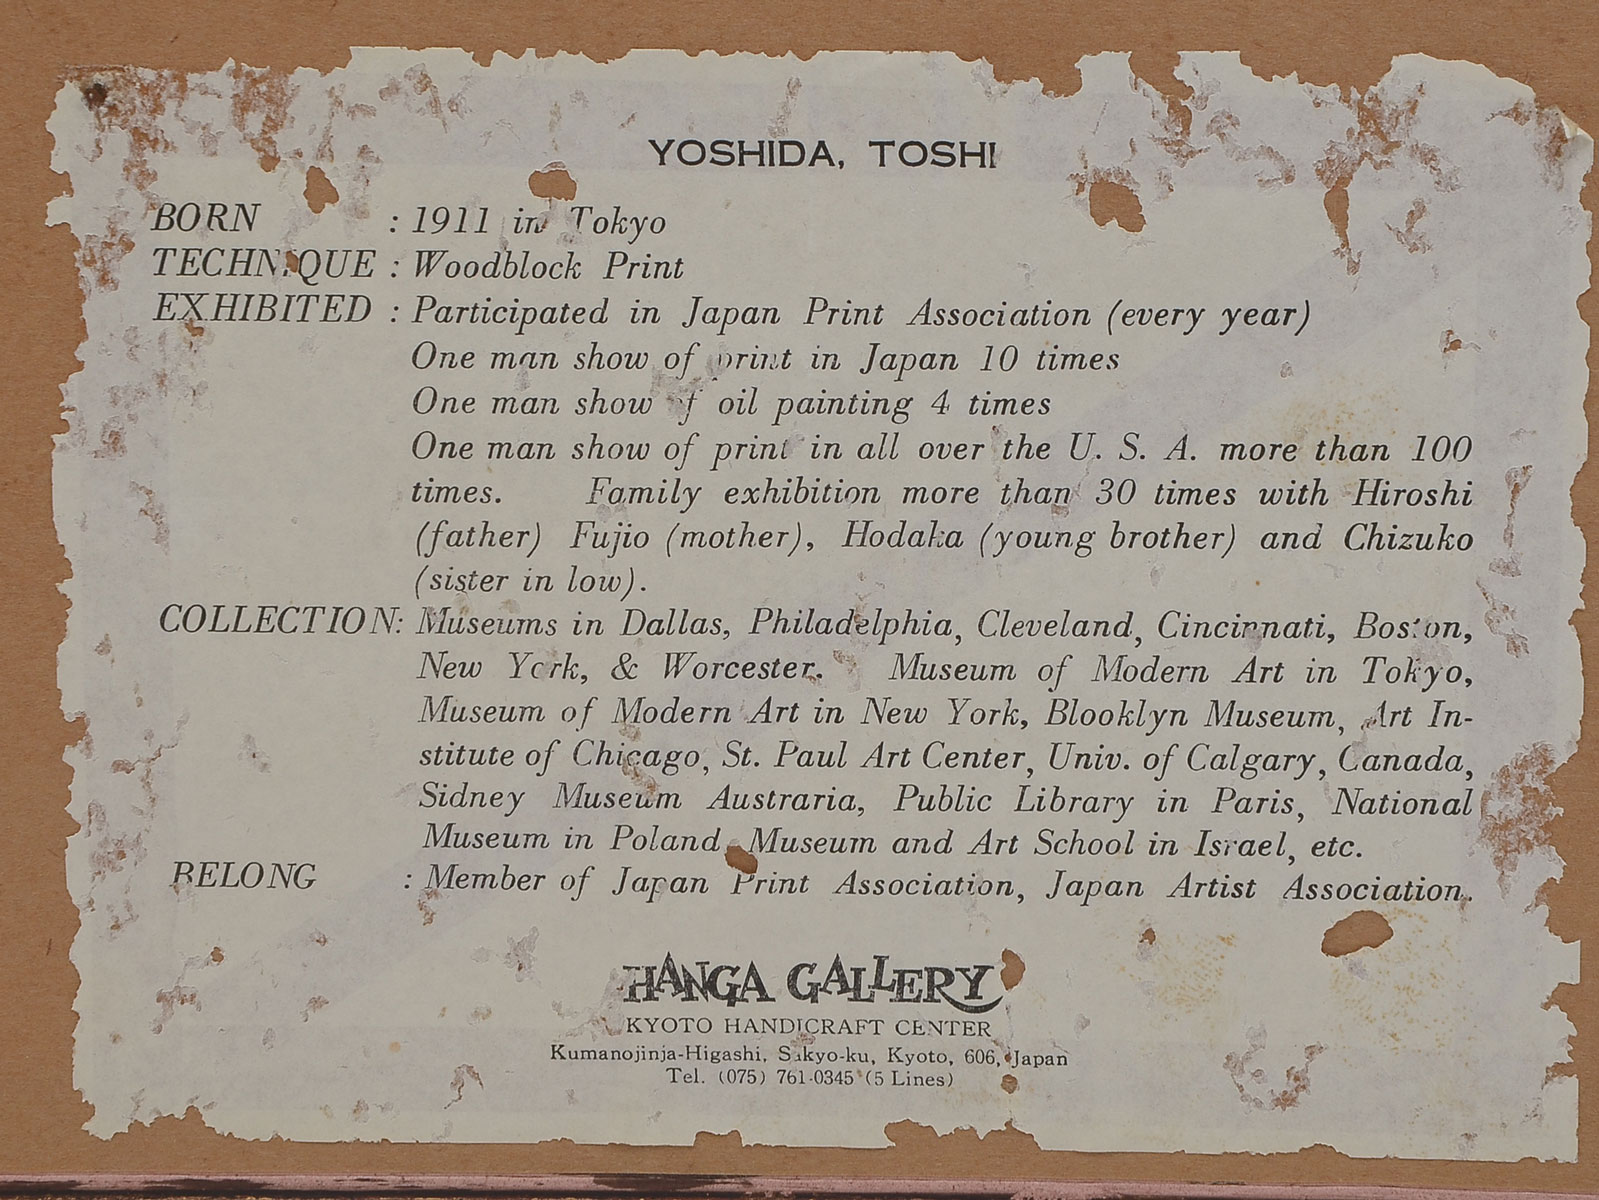 YOSHIDA, TOSHI
BORN : 1911 in Tokyo
TECHNIQUE : Woodblock Print
EXHIBITED : Participated in Japan Print Association (every year)
One man show of print in Japan 10 times
One man show of oil painting 4 times
One man show of print in all over the U. S. A. more than 100
times. Family exhibition more than 30 times with Hiroshi
(father) Fujio (mother), Hodaka (young brother) and Chizuko
(sister in low).
COLLECTION: Museums in Dallas, Philadelphia, Cleveland, Cincinnati, Boston,
New York, & Worcester. Museum of Modern Art in Tokyo,
Museum of Modern Art in New York, Blooklyn Museum, Art In-
stitute of Chicago, St. Paul Art Center, Univ. of Calgary, Canada,
Sidney Museum Austraria, Public Library in Paris, National
Museum in Poland Museum and Art School in Israel, etc.
BELONG : Member of Japan Print Association, Japan Artist Association.
HANGA GALLERY
KYOTO HANDICRAFT CENTER
Kumanojinja-Higashi, Sakyo-ku, Kyoto, 606, Japan
Tel. (075) 761-0345 (5 Lines)